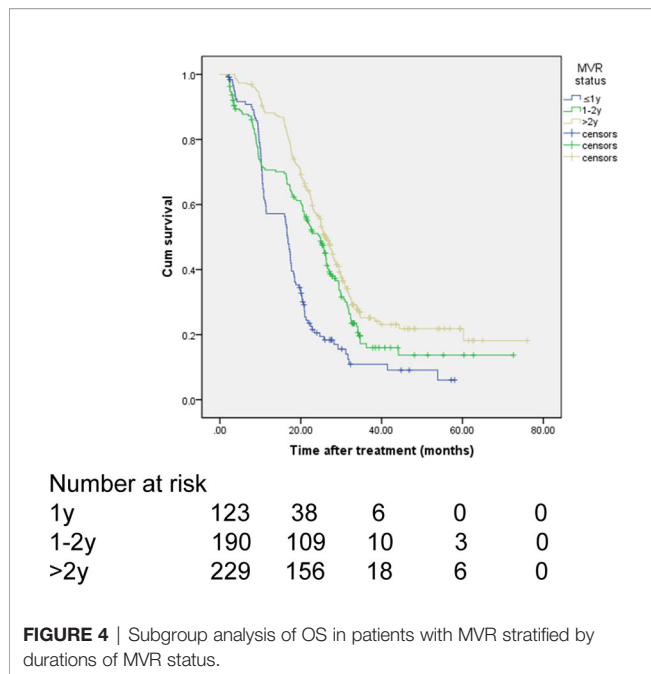 MVR
status
≤1y
1-2y
>2y
censors
censors
censors
1.0
0.8
0.6
0.4
0.2
0.0
Cum survival
.00 20.00 40.00 60.00 80.00
Time after treatment (months)
Number at risk
1y 123 38 6 0 0
1-2y 190 109 10 3 0
>2y 229 156 18 6 0
FIGURE 4 | Subgroup analysis of OS in patients with MVR stratified by
durations of MVR status.